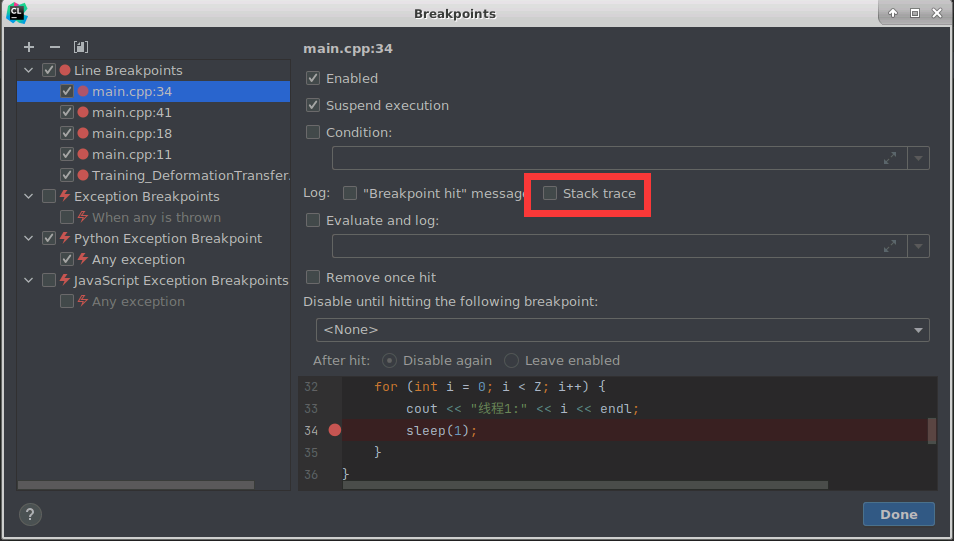 CL
Breakpoints
Line Breakpoints
main.cpp:34
main.cpp:41
main.cpp:18
main.cpp:11
Training_DeformationTransfer.
Exception Breakpoints
When any is thrown
Python Exception Breakpoint
Any exception
JavaScript Exception Breakpoints
Any exception
main.cpp:34
Enabled
Suspend execution
Condition:
Log: "Breakpoint hit" message Stack trace
Evaluate and log:
Remove once hit
Disable until hitting the following breakpoint:
<None>
After hit: Disable again Leave enabled
32 for (int i = 0; i < Z; i++) {
33 cout << "线程1:" << i << endl;
34 sleep(1);
35 }
36 }
?
Done